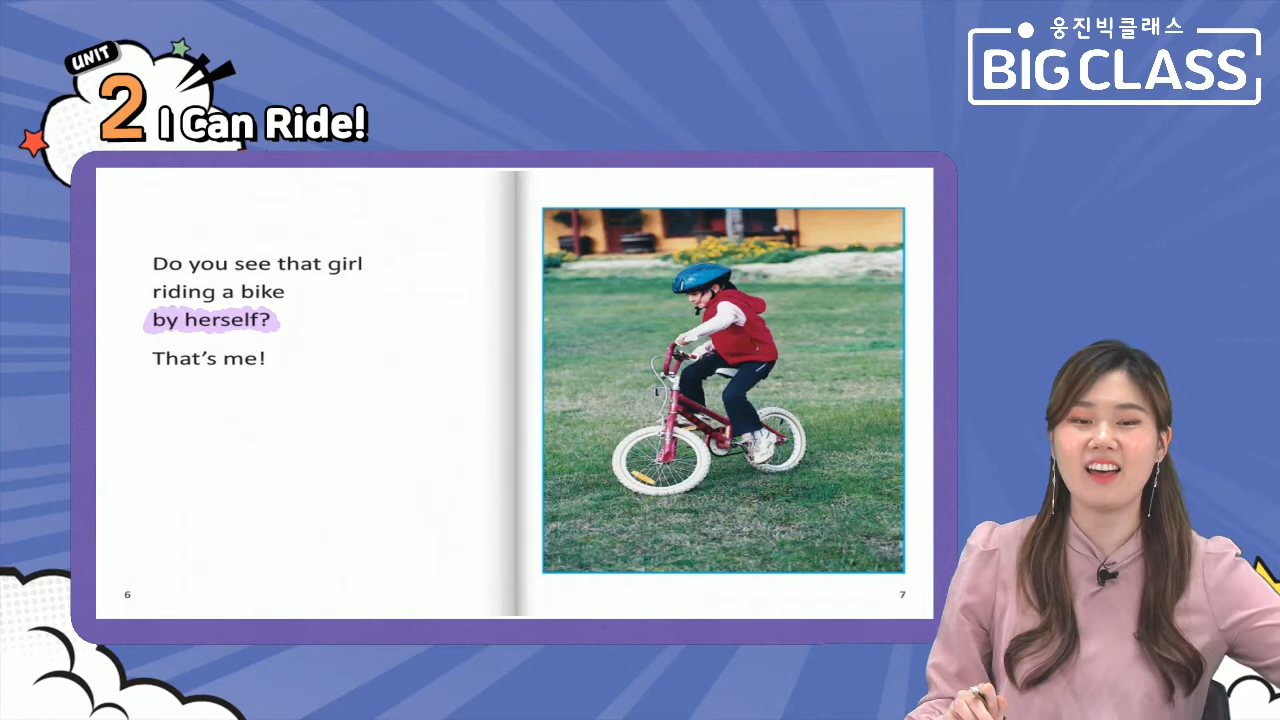 웅진빅클래스
BIG CLASS
UNIT
2 I Can Ride!
Do you see that girl
riding a bike
by herself?
That's me!
6
7